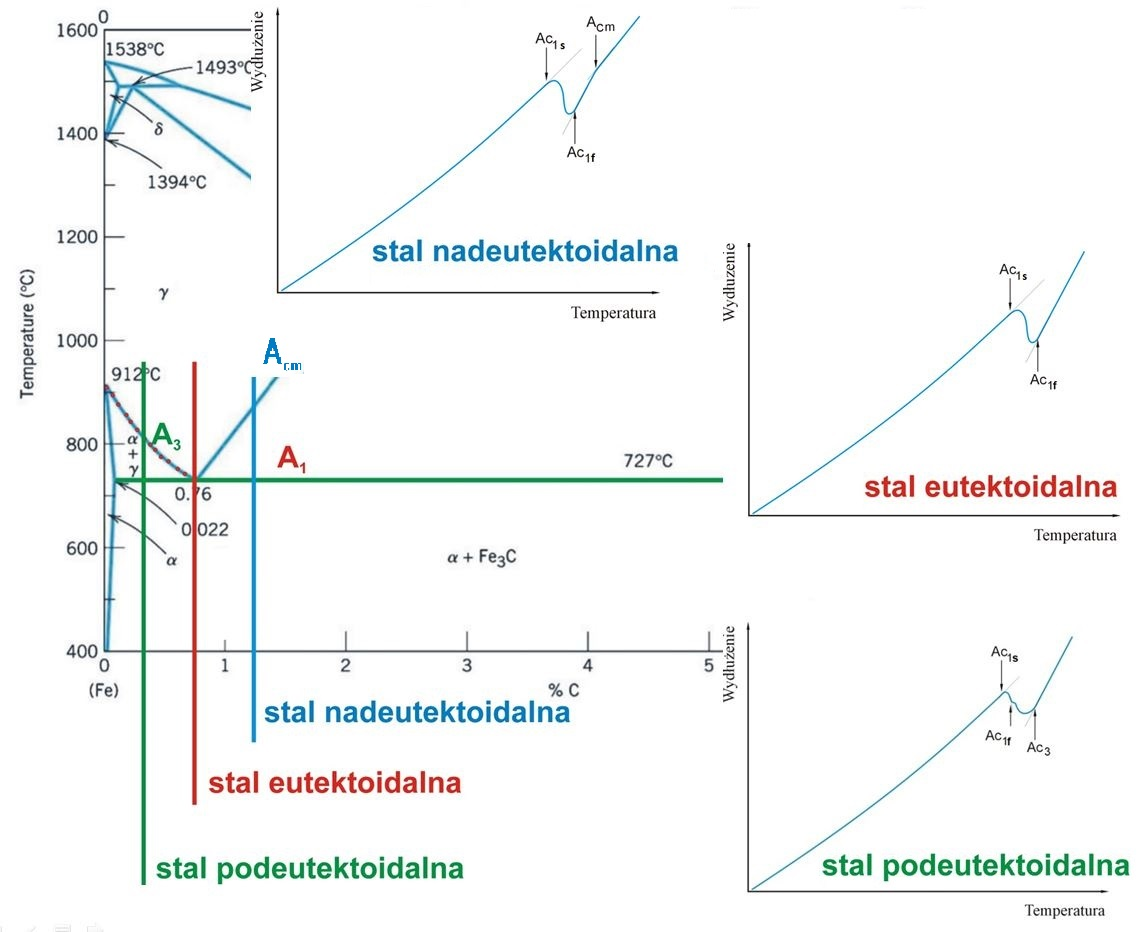 0
1600
1538°C
1493°C
δ
1400
1394°C
1200
γ
Temperature (°C)
1000
912°C
A₃
Acm
800
α
+
γ
A₁
727°C
0.76
0.022
600
α
α + Fe₃C
400
0
1
2
3
4
5
(Fe)
% C
stal nadeutektoidalna
stal eutektoidalna
stal podeutektoidalna
Wydłużenie
Ac₁s
Acm
Ac₁f
stal nadeutektoidalna
Temperatura
Wydłużenie
Ac₁s
Ac₁f
stal eutektoidalna
Temperatura
Wydłużenie
Ac₁s
Ac₁f
Ac₃
stal podeutektoidalna
Temperatura